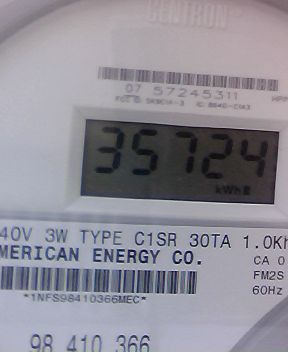 CENTRON
07 57245311
35724
kWh
40V 3W TYPE C1SR 30TA 1.0Kh
MERICAN ENERGY CO.
CA 0
FM2S
60Hz
*1NFS98410366MEC*
98 410 366